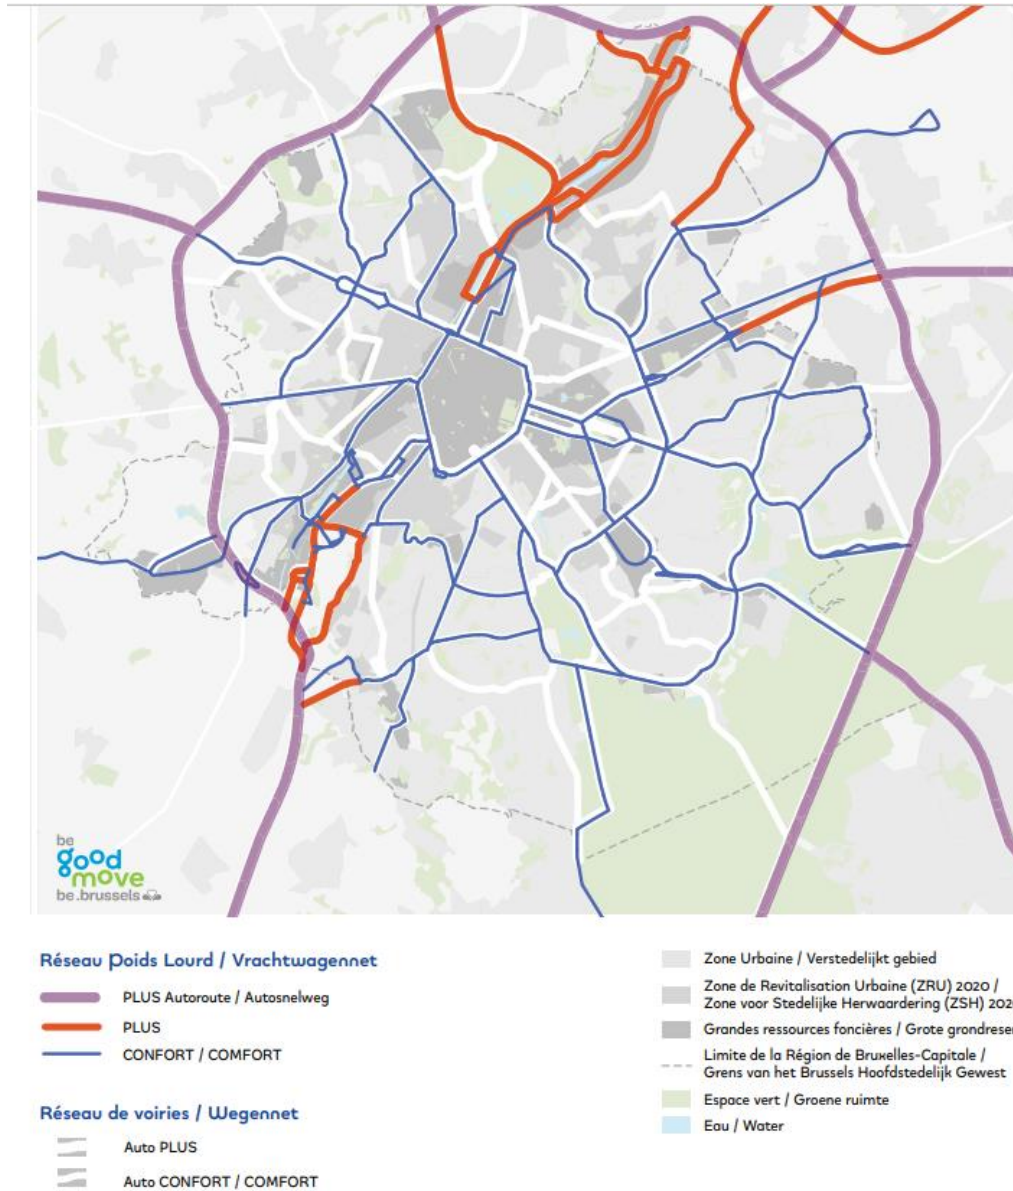 be
good
move
be.brussels
Réseau Poids Lourd / Vrachtwagennet
PLUS Autoroute / Autosnelweg
PLUS
CONFORT / COMFORT
Réseau de voiries / Wegennet
Auto PLUS
Auto CONFORT / COMFORT
Zone Urbaine / Verstedelijkt gebied
Zone de Revitalisation Urbaine (ZRU) 2020 /
Zone voor Stedelijke Herwaardering (ZSH) 202
Grandes ressources foncières / Grote grondreser
Limite de la Région de Bruxelles-Capitale /
Grens van het Brussels Hoofdstedelijk Gewest
Espace vert / Groene ruimte
Eau / Water